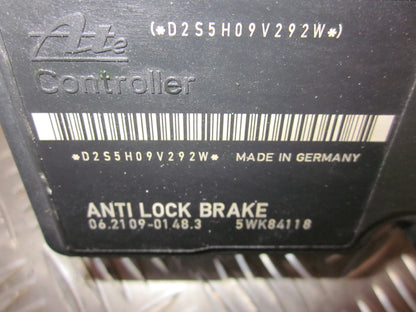 (*D2S5H09V292W*)
Ate
Controller
*D2S5H09V292W* MADE IN GERMANY
ANTI LOCK BRAKE
06.2109-0148.3 5WK84118